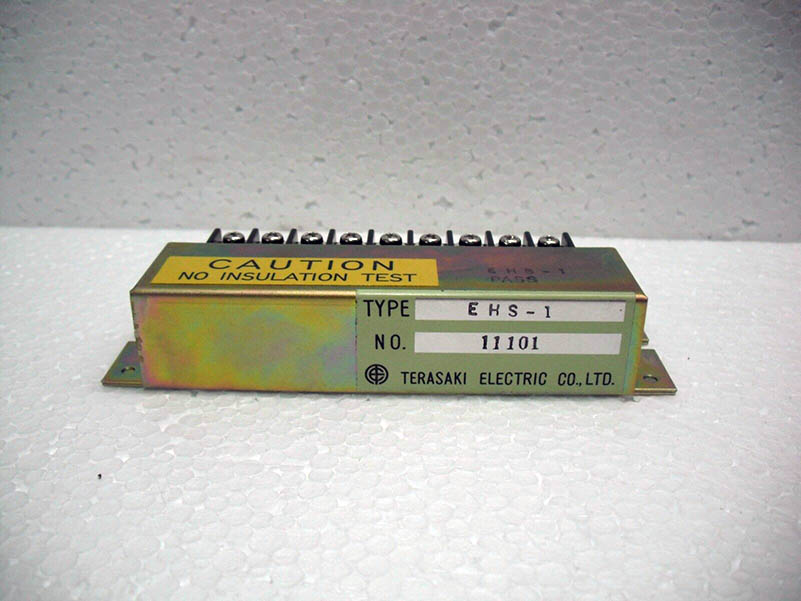 CAUTION
NO INSULATION TEST
EHS-1
PASS
TYPE EHS-1
NO. 11101
TERASAKI ELECTRIC CO., LTD.